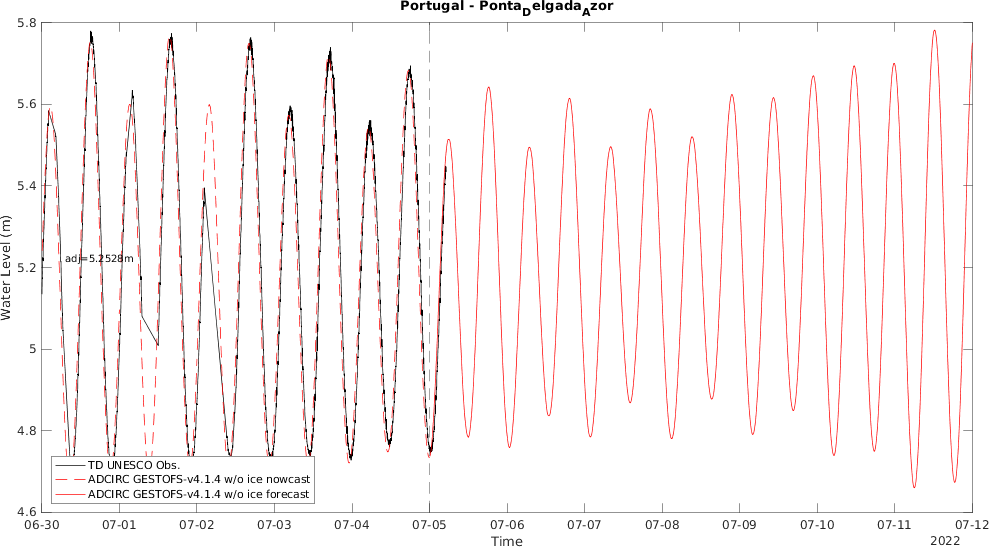 Portugal - Ponta_Delgada_Azor
5.8
5.6
5.4
5.2
5
4.8
4.6
Water Level (m)
adj=5.2528m
TD UNESCO Obs.
ADCIRC GESTOFS-v4.1.4 w/o ice nowcast
ADCIRC GESTOFS-v4.1.4 w/o ice forecast
06-30 07-01 07-02 07-03 07-04 07-05 07-06 07-07 07-08 07-09 07-10 07-11 07-12
Time
2022